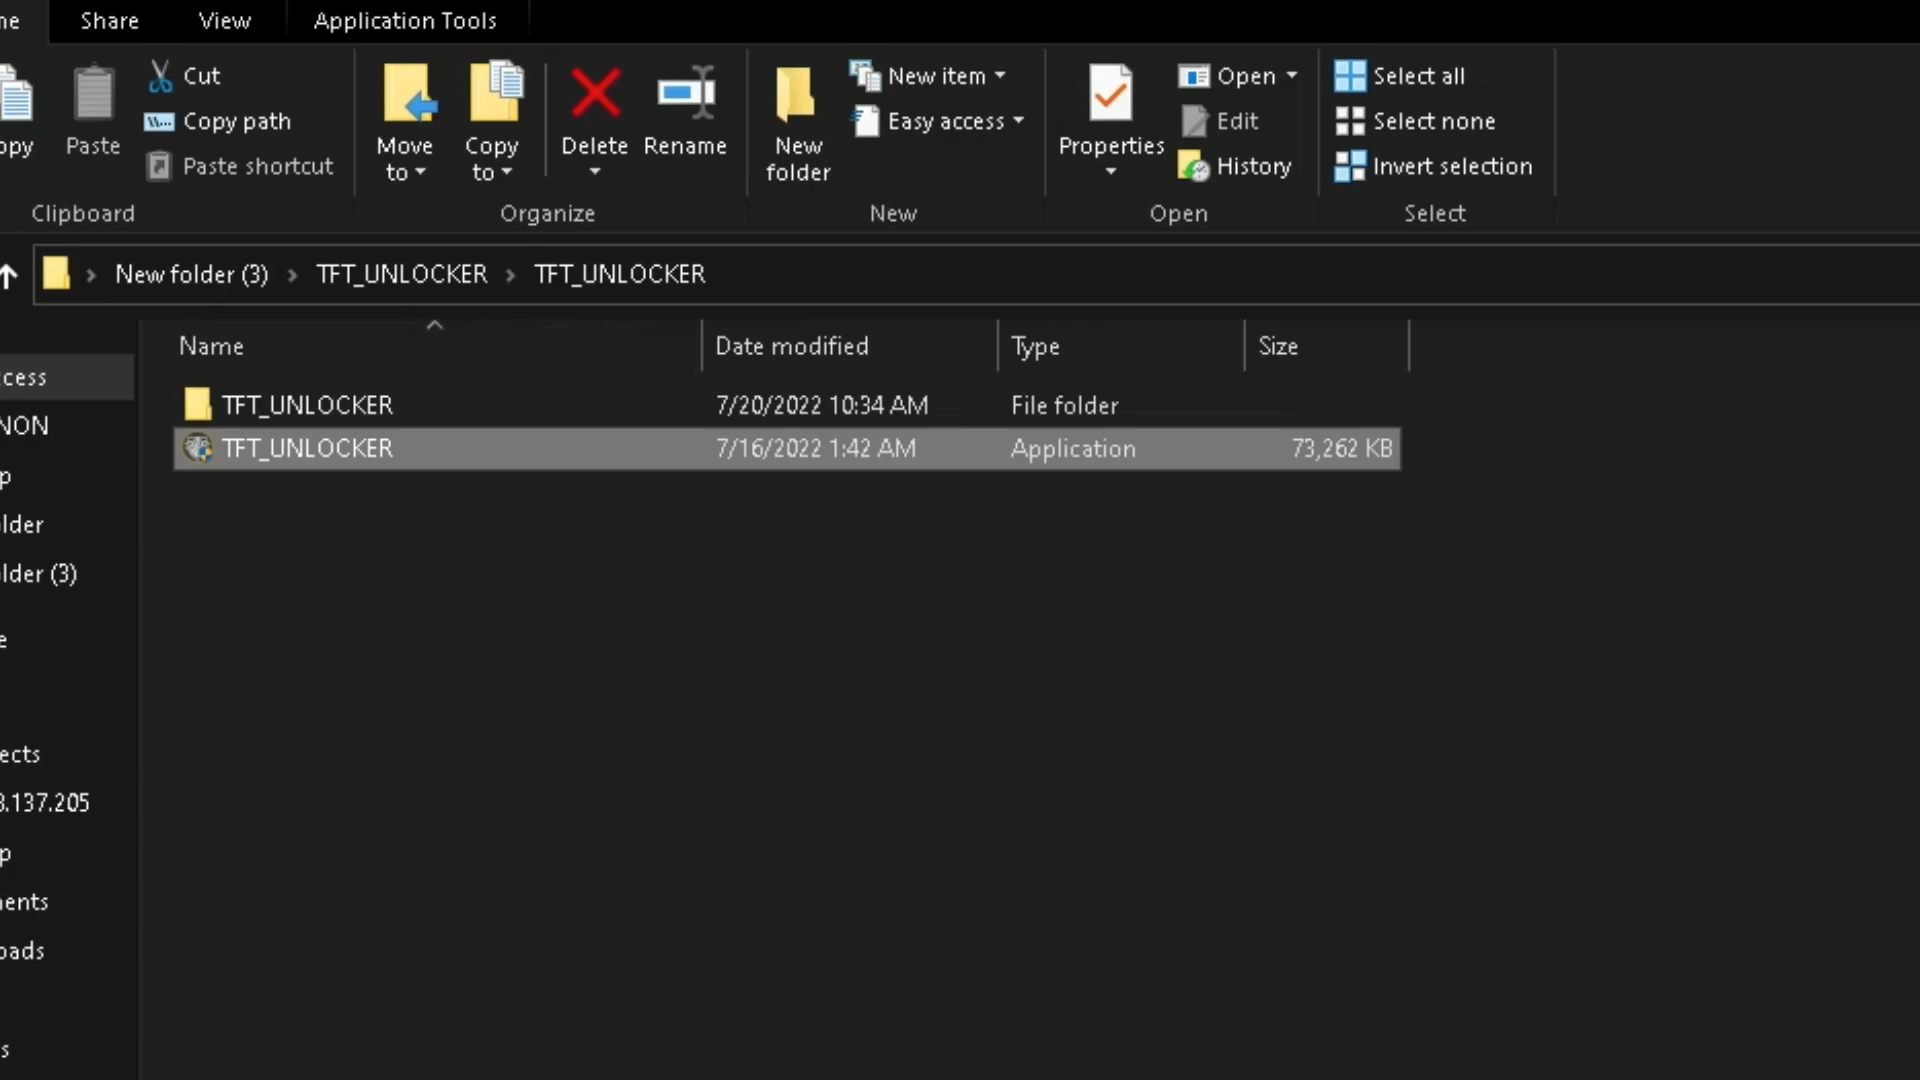 Share View Application Tools
Cut
Copy path
Paste shortcut
Paste
Clipboard
Move to
Copy to
Delete
Rename
Organize
New folder
New item
Easy access
New
Properties
Open
Edit
History
Open
Select all
Select none
Invert selection
Select
New folder (3) > TFT_UNLOCKER > TFT_UNLOCKER
Name Date modified Type Size
TFT_UNLOCKER 7/20/2022 10:34 AM File folder
TFT_UNLOCKER 7/16/2022 1:42 AM Application 73,262 KB